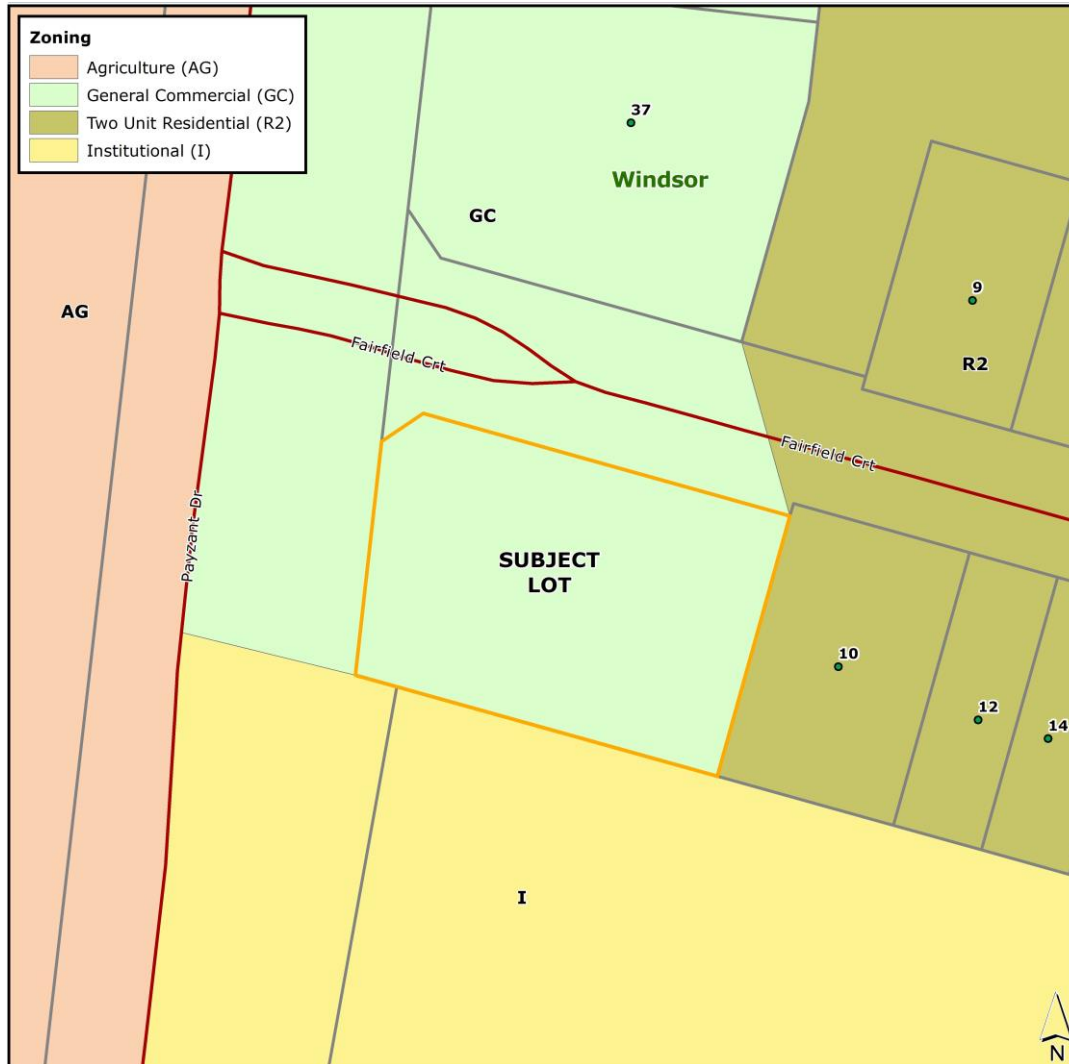 Zoning
Agriculture (AG)
General Commercial (GC)
Two Unit Residential (R2)
Institutional (I)
37
Windsor
GC
9
AG
Fairfield Crt
R2
Fairfield Crt
Payzant Dr
SUBJECT
LOT
10
12
14
I
N